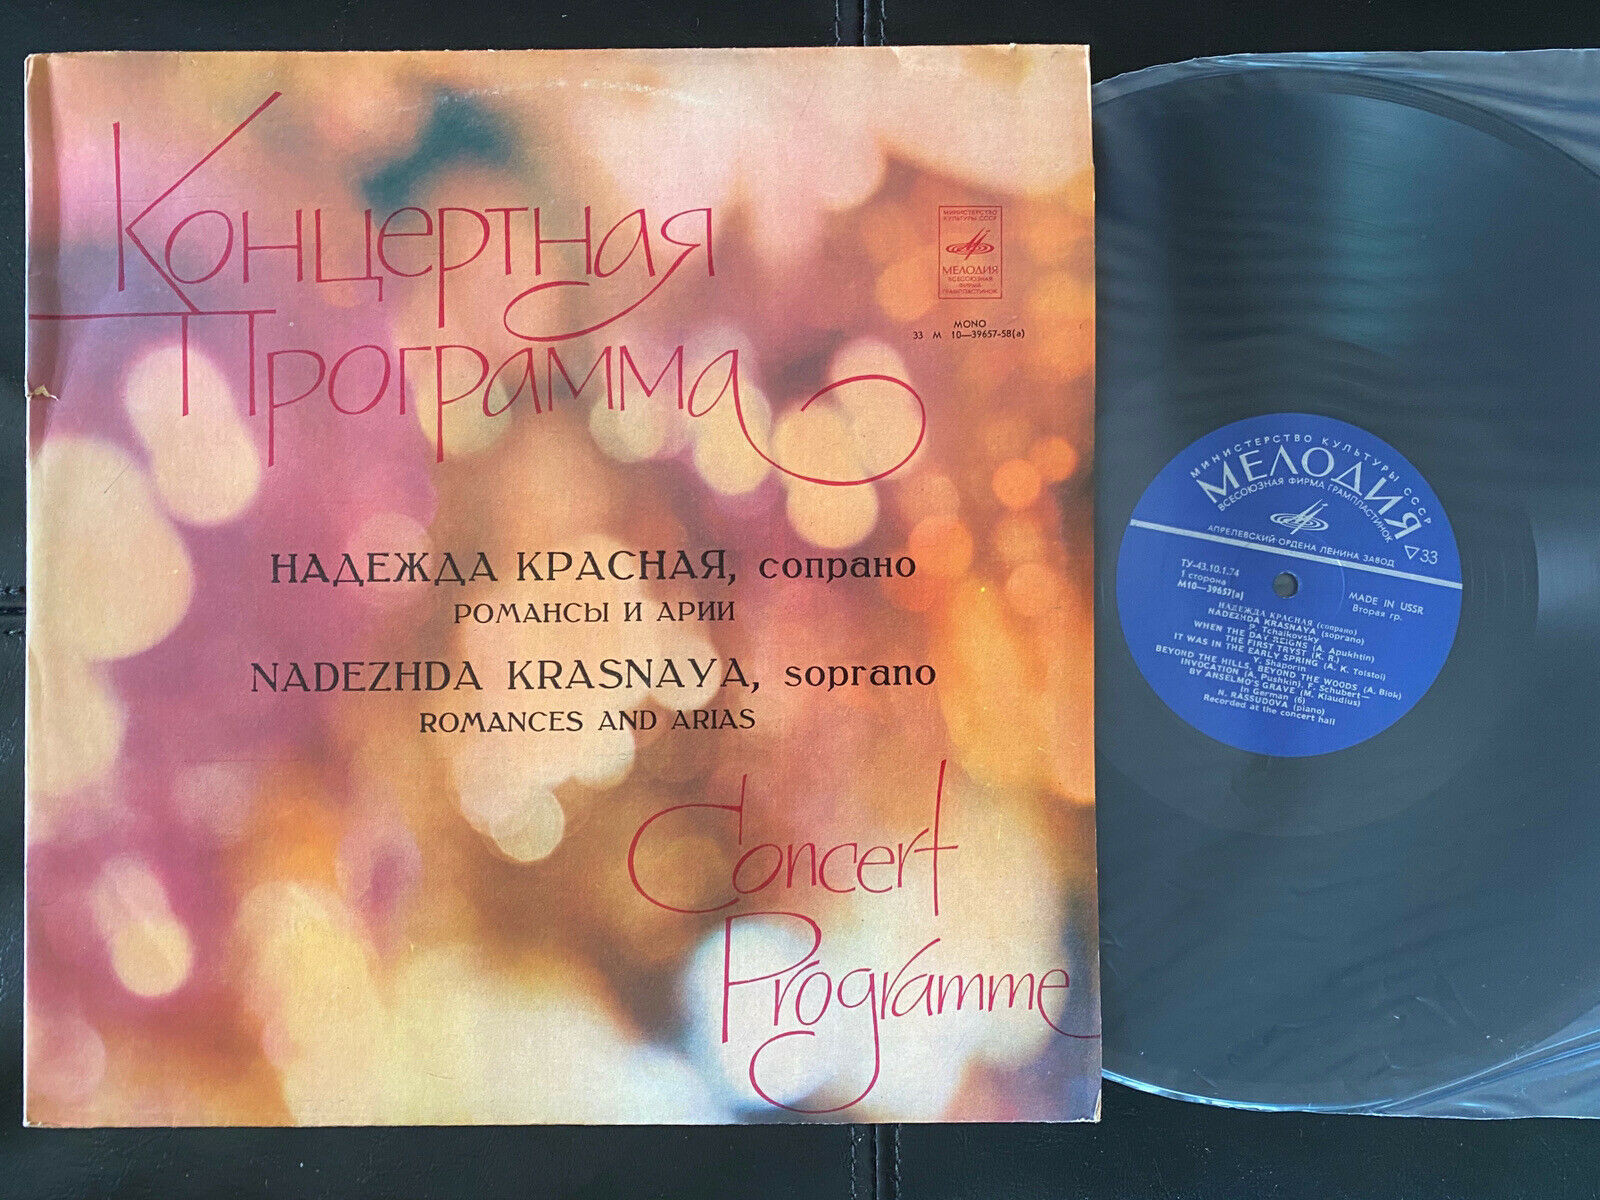 Концертная
Программа
МИНИСТЕРСТВО
КУЛЬТУРЫ СССР
МЕЛОДИЯ
ВСЕСОЮЗНАЯ
ФИРМА
ГРАМПЛАСТИНОК
MONO
33 М 10—39657-58(а)
НАДЕЖДА КРАСНАЯ, сопрано
РОМАНСЫ И АРИИ
NADEZHDA KRASNAYA, soprano
ROMANCES AND ARIAS
Concert
Programme
МИНИСТЕРСТВО КУЛЬТУРЫ СССР
МЕЛОДИЯ
ВСЕСОЮЗНАЯ ФИРМА ГРАМПЛАСТИНОК
АПРЕЛЕВСКИЙ ОРДЕНА ЛЕНИНА ЗАВОД
33
ТУ-43.10.1.74
1 сторона
М10—39657(а)
MADE IN USSR
Вторая гр.
НАДЕЖДА КРАСНАЯ (сопрано)
NADEZHDA KRASNAYA (soprano)
P. Tchaikovsky
WHEN THE DAY REIGNS (A. Apukhtin)
THE FIRST TRYST (K. R.)
IT WAS IN THE EARLY SPRING (A. K. Tolstoi)
Y. Shaporin
BEYOND THE HILLS, BEYOND THE WOODS (A. Blok)
INVOCATION (A. Pushkin), F. Schubert—
BY ANSELMO'S GRAVE (M. Klaudius)
In German (6)
N. RASSUDOVA (piano)
Recorded at the concert hall